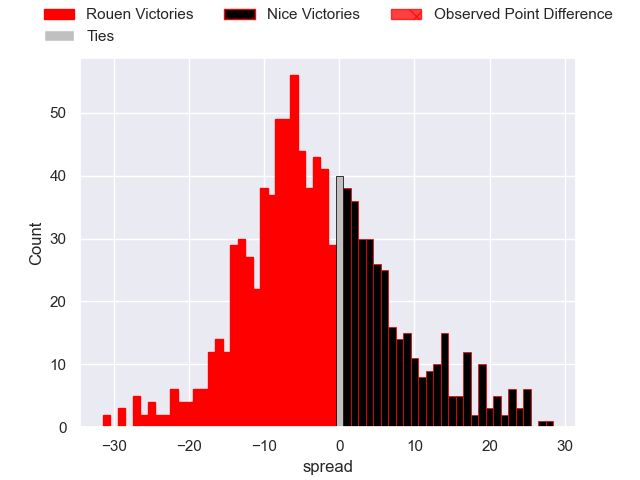 Rouen Victories
Nice Victories
Observed Point Difference
Ties
50
40
30
20
10
0
Count
−30
−20
−10
0
10
20
30
spread